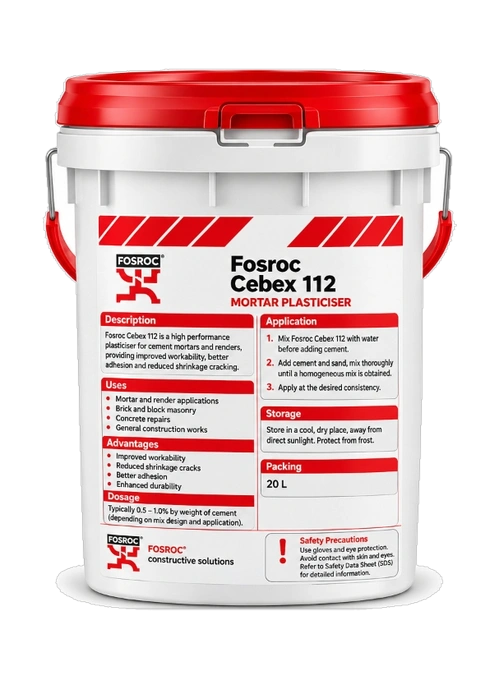 FOSROC®
Fosroc
Cebex 112
MORTAR PLASTICISER
Description
Fosroc Cebex 112 is a high performance
plasticiser for cement mortars and renders,
providing improved workability, better
adhesion and reduced shrinkage cracking.
Uses
• Mortar and render applications
• Brick and block masonry
• Concrete repairs
• General construction works
Advantages
• Improved workability
• Reduced shrinkage cracks
• Better adhesion
• Enhanced durability
Dosage
Typically 0.5 – 1.0% by weight of cement
(depending on mix design and application).
Application
1. Mix Fosroc Cebex 112 with water
before adding cement.
2. Add cement and sand, mix thoroughly
until a homogeneous mix is obtained.
3. Apply at the desired consistency.
Storage
Store in a cool, dry place, away from
direct sunlight. Protect from frost.
Packing
20 L
FOSROC®
FOSROC®
constructive solutions
!
Safety Precautions
Use gloves and eye protection.
Avoid contact with skin and eyes.
Refer to Safety Data Sheet (SDS)
for detailed information.